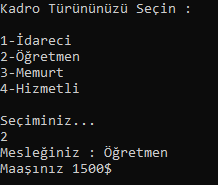 Kadro Türününüzü Seçin :
1-İdareci
2-Öğretmen
3-Memurt
4-Hizmetli
Seçiminiz...
2
Mesleğiniz : Öğretmen
Maaşınız 1500$